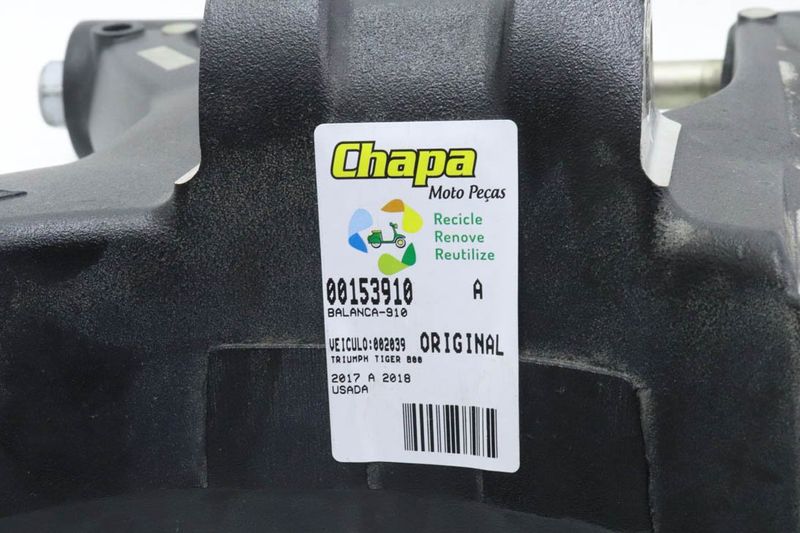 Chapa
Moto Peças
Recicle
Renove
Reutilize
00153910 A
BALANCA-910
VEICULO:002039 ORIGINAL
TRIUMPH TIGER 800
2017 A 2018
USADA